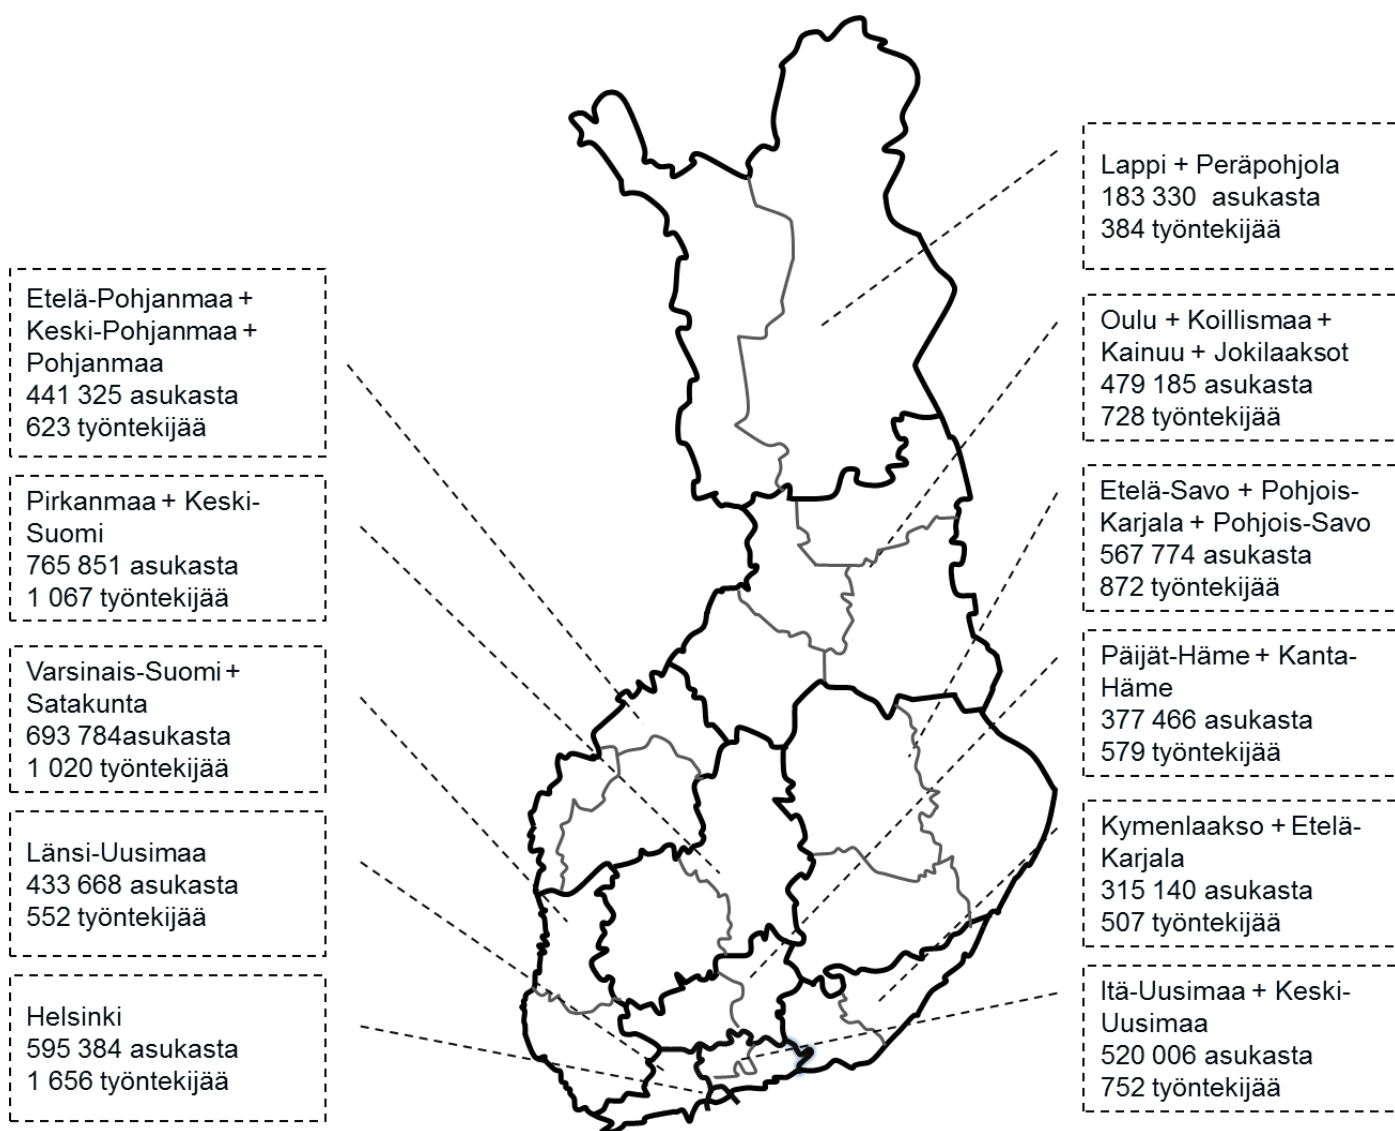 Etelä-Pohjanmaa +
Keski-Pohjanmaa +
Pohjanmaa
441 325 asukasta
623 työntekijää
Pirkanmaa + Keski-
Suomi
765 851 asukasta
1 067 työntekijää
Varsinais-Suomi +
Satakunta
693 784asukasta
1 020 työntekijää
Länsi-Uusimaa
433 668 asukasta
552 työntekijää
Helsinki
595 384 asukasta
1 656 työntekijää
Lappi + Peräpohjola
183 330 asukasta
384 työntekijää
Oulu + Koillismaa +
Kainuu + Jokilaaksot
479 185 asukasta
728 työntekijää
Etelä-Savo + Pohjois-
Karjala + Pohjois-Savo
567 774 asukasta
872 työntekijää
Päijät-Häme + Kanta-
Häme
377 466 asukasta
579 työntekijää
Kymenlaakso + Etelä-
Karjala
315 140 asukasta
507 työntekijää
Itä-Uusimaa + Keski-
Uusimaa
520 006 asukasta
752 työntekijää